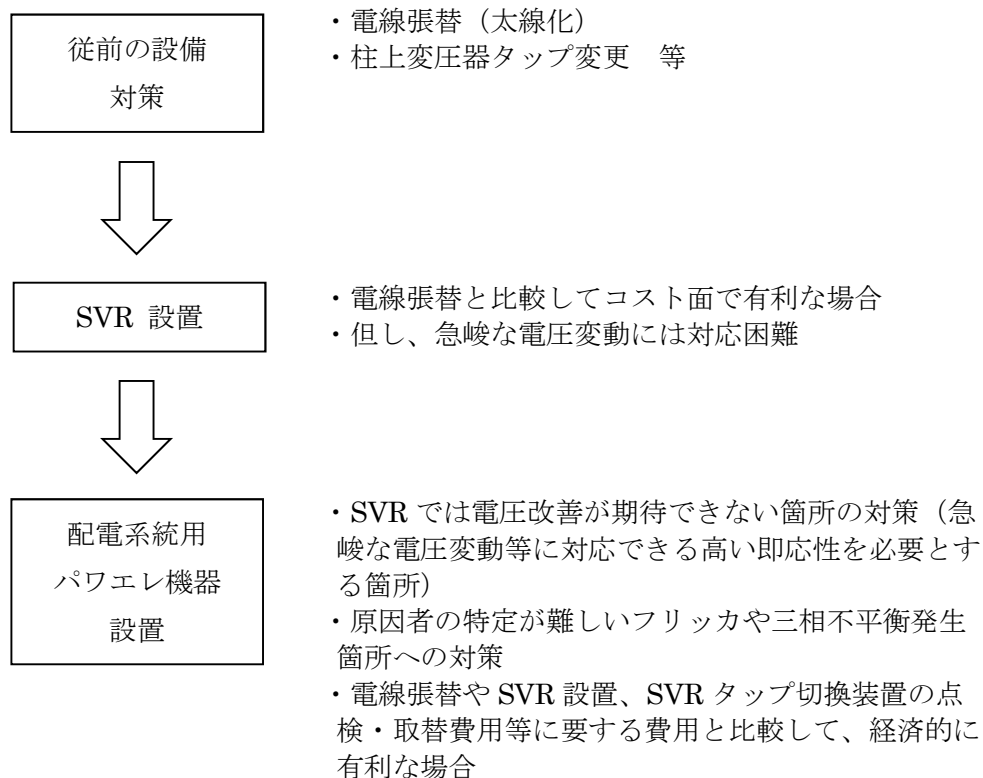 従前の設備
対策
・電線張替（太線化）
・柱上変圧器タップ変更　等
SVR 設置
・電線張替と比較してコスト面で有利な場合
・但し、急峻な電圧変動には対応困難
配電系統用
パワエレ機器
設置
・SVR では電圧改善が期待できない箇所の対策（急
峻な電圧変動等に対応できる高い即応性を必要とす
る箇所）
・原因者の特定が難しいフリッカや三相不平衡発生
箇所への対策
・電線張替や SVR 設置、SVR タップ切換装置の点
検・取替費用等に要する費用と比較して、経済的に
有利な場合